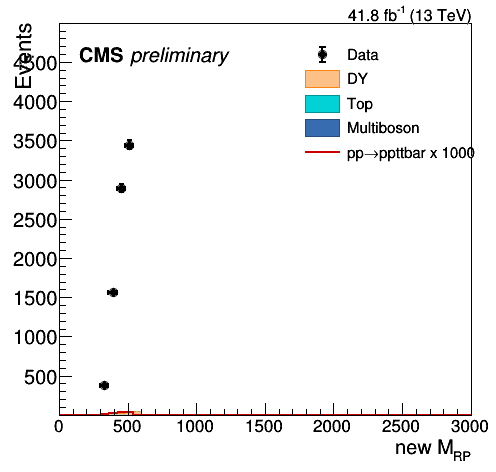 41.8 fb⁻¹ (13 TeV)
CMS preliminary
Events
Data
DY
Top
Multiboson
pp→ppttbar x 1000
4500
4000
3500
3000
2500
2000
1500
1000
500
0 500 1000 1500 2000 2500 3000
new M_RP